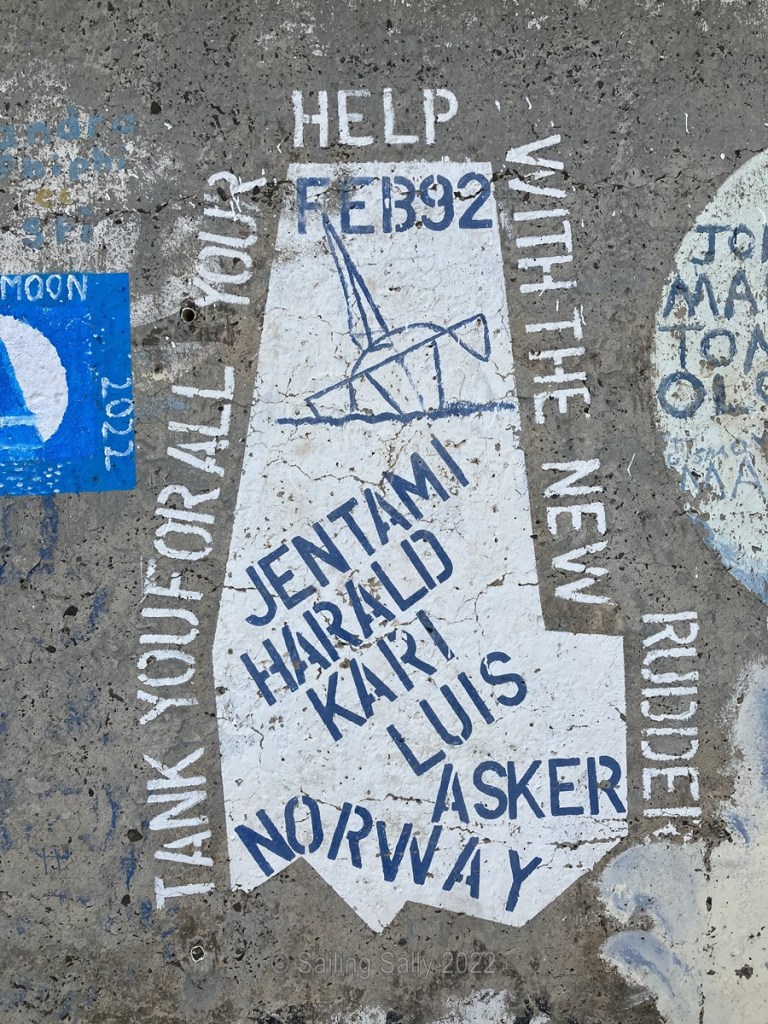 TANK YOU FOR ALL YOUR
HELP
WITH THE NEW
RUDDER
FEB92
JENTAMI
HARALD
KARI
LUIS
ASKER
NORWAY
MOON
2022
© Sailing Sally 2022